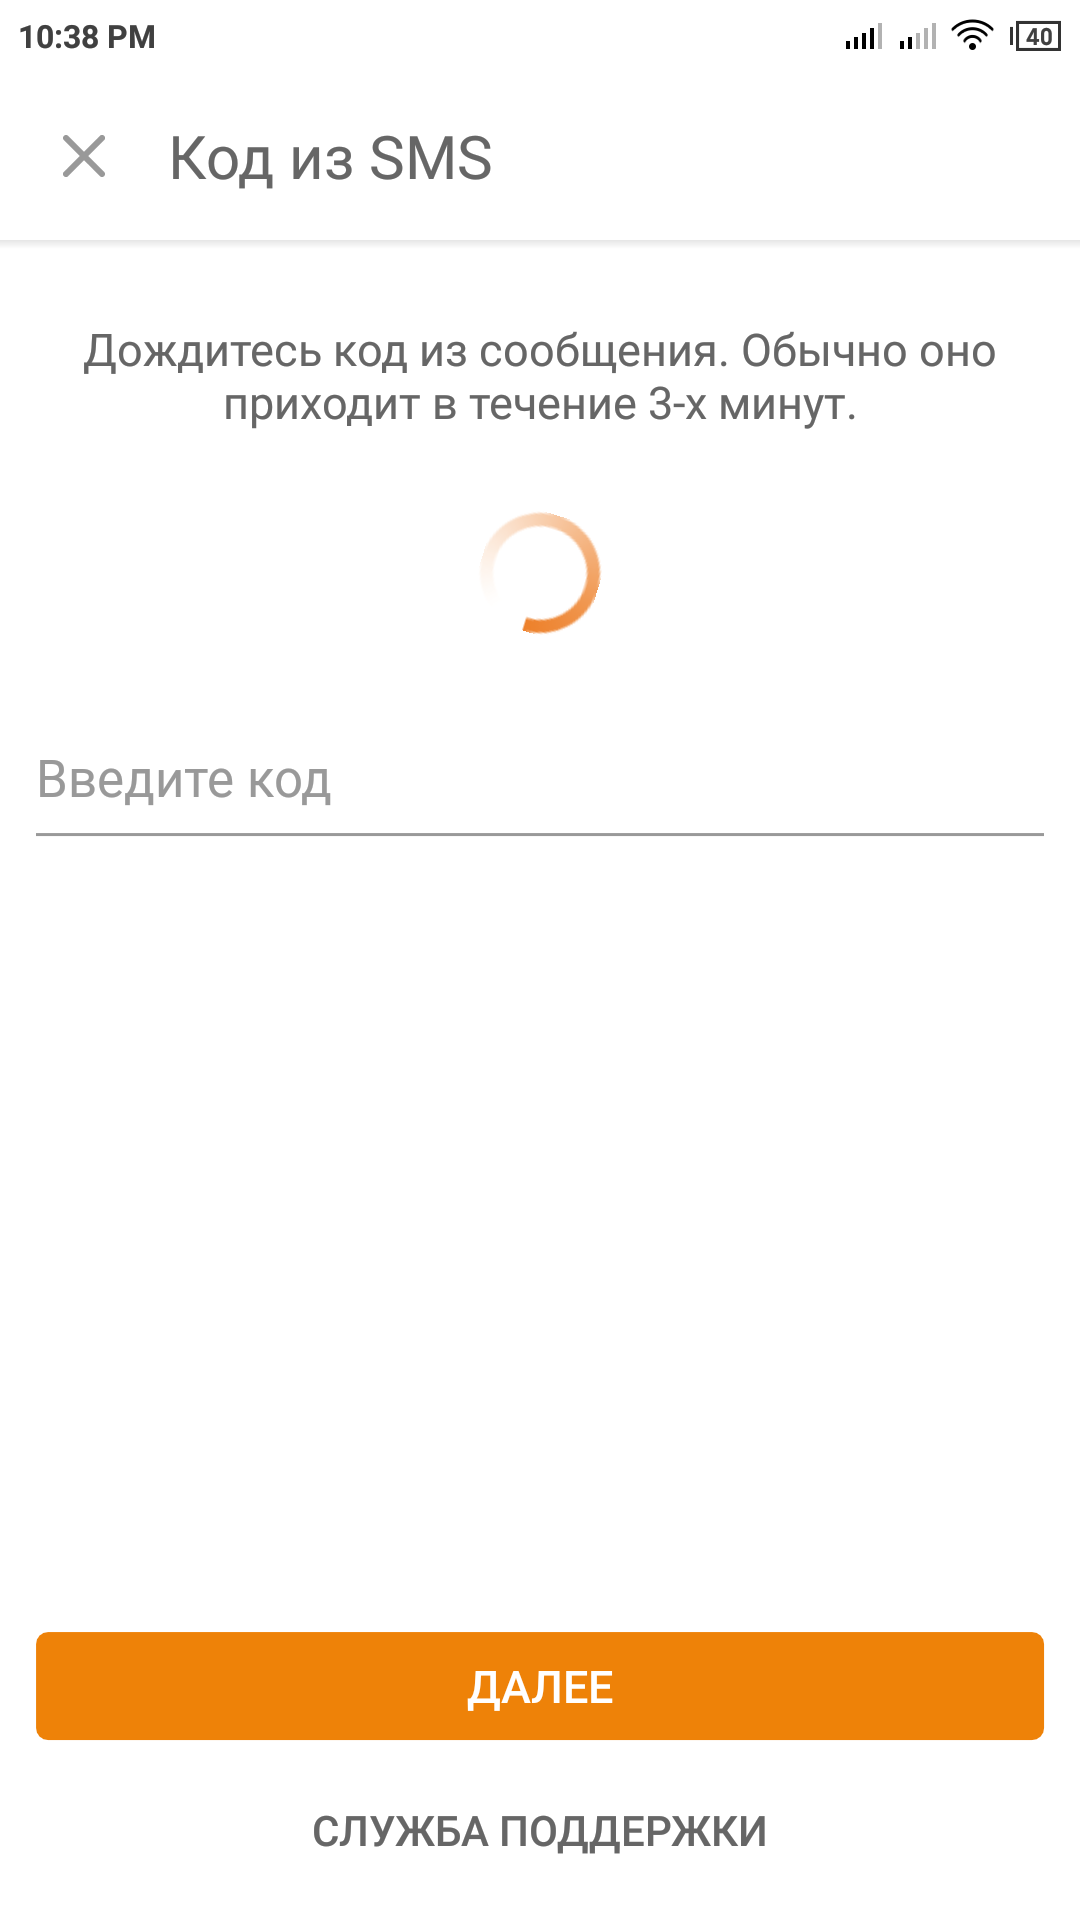 10:38 PM
40
Код из SMS
Дождитесь код из сообщения. Обычно оно
приходит в течение 3-х минут.
Введите код
ДАЛЕЕ
СЛУЖБА ПОДДЕРЖКИ